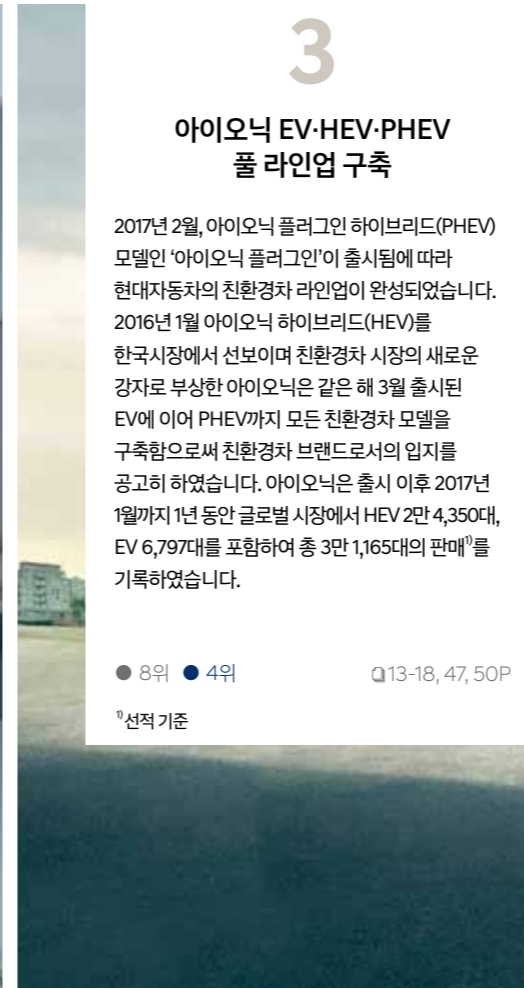 3
아이오닉 EV·HEV·PHEV
풀 라인업 구축
2017년 2월, 아이오닉 플러그인 하이브리드(PHEV)
모델인 ‘아이오닉 플러그인’이 출시됨에 따라
현대자동차의 친환경차 라인업이 완성되었습니다.
2016년 1월 아이오닉 하이브리드(HEV)를
한국시장에서 선보이며 친환경차 시장의 새로운
강자로 부상한 아이오닉은 같은 해 3월 출시된
EV에 이어 PHEV까지 모든 친환경차 모델을
구축함으로써 친환경차 브랜드로서의 입지를
공고히 하였습니다. 아이오닉은 출시 이후 2017년
1월까지 1년 동안 글로벌 시장에서 HEV 2만 4,350대,
EV 6,797대를 포함하여 총 3만 1,165대의 판매¹⁾를
기록하였습니다.
● 8위 ● 4위 13-18, 47, 50P
¹⁾선적 기준